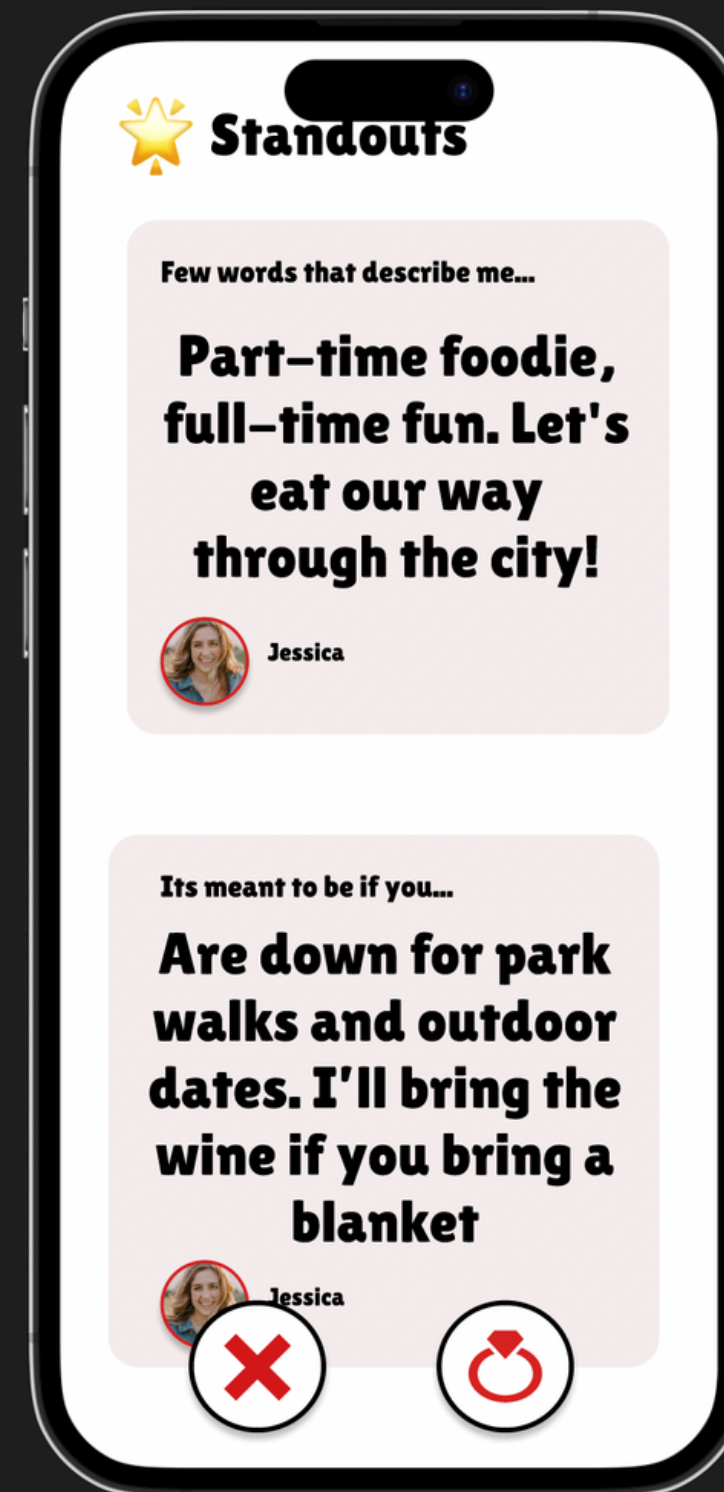 Standouts
Few words that describe me...
Part-time foodie,
full-time fun. Let's
eat our way
through the city!
Jessica
Its meant to be if you...
Are down for park
walks and outdoor
dates. I'll bring the
wine if you bring a
blanket
Jessica